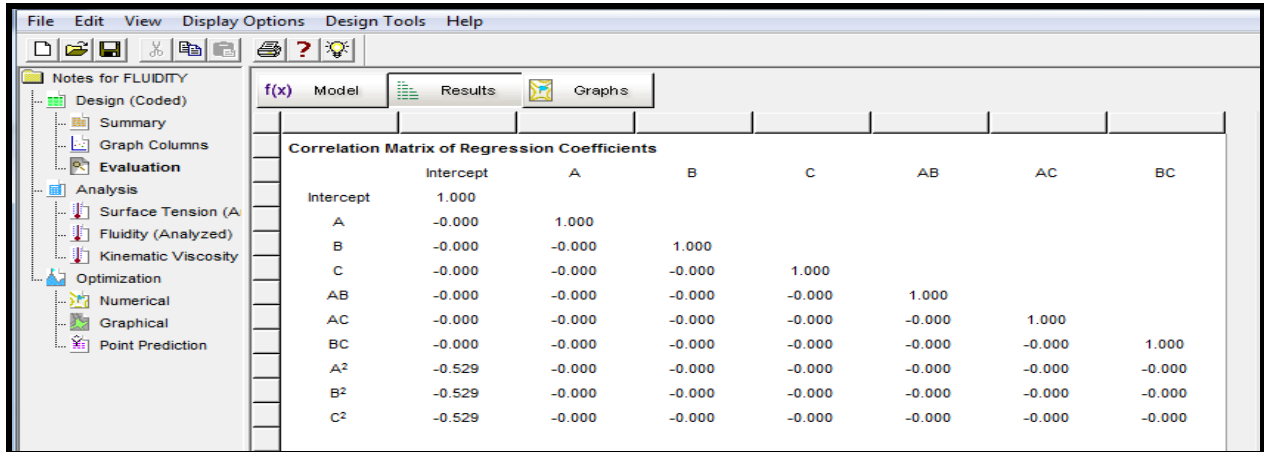 File Edit View Display Options Design Tools Help
Notes for FLUIDITY
Design (Coded)
Summary
Graph Columns
Evaluation
Analysis
Surface Tension (A
Fluidity (Analyzed)
Kinematic Viscosity
Optimization
Numerical
Graphical
Point Prediction
f(x) Model Results Graphs
Correlation Matrix of Regression Coefficients
Intercept A B C AB AC BC
Intercept 1.000
A -0.000 1.000
B -0.000 -0.000 1.000
C -0.000 -0.000 -0.000 1.000
AB -0.000 -0.000 -0.000 -0.000 1.000
AC -0.000 -0.000 -0.000 -0.000 -0.000 1.000
BC -0.000 -0.000 -0.000 -0.000 -0.000 -0.000 1.000
A² -0.529 -0.000 -0.000 -0.000 -0.000 -0.000 -0.000
B² -0.529 -0.000 -0.000 -0.000 -0.000 -0.000 -0.000
C² -0.529 -0.000 -0.000 -0.000 -0.000 -0.000 -0.000